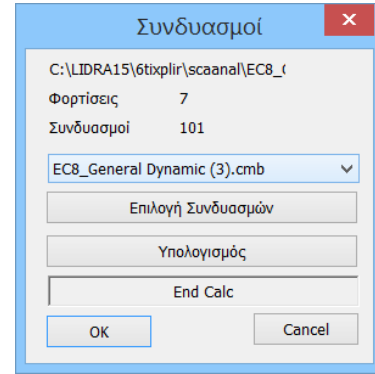 Συνδυασμοί
C:\LIDRA15\6tixplir\scaanal\EC8_(
Φορτίσεις 7
Συνδυασμοί 101
EC8_General Dynamic (3).cmb
Επιλογή Συνδυασμών
Υπολογισμός
End Calc
OK Cancel